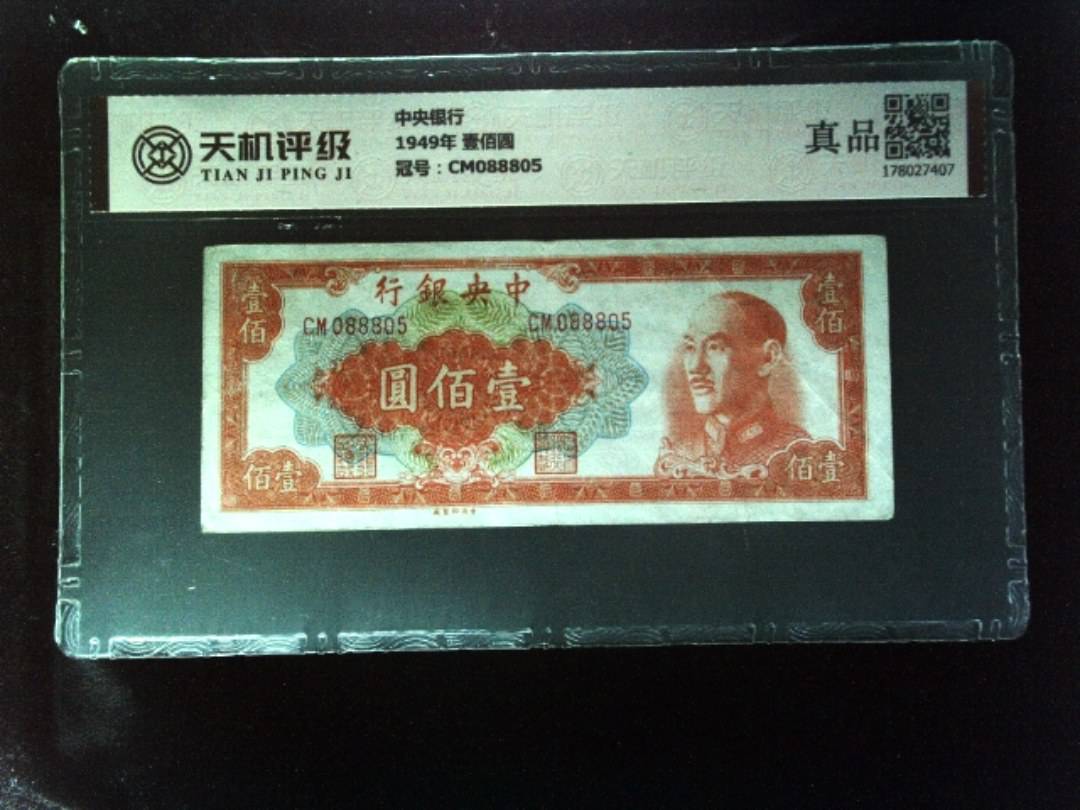 天机评级
TIAN JI PING JI
中央银行
1949年 壹佰圆
冠号：CM088805
真品
178027407
行銀央中
壹佰
壹佰
CM088805
CM088805
圓佰壹
佰壹
佰壹